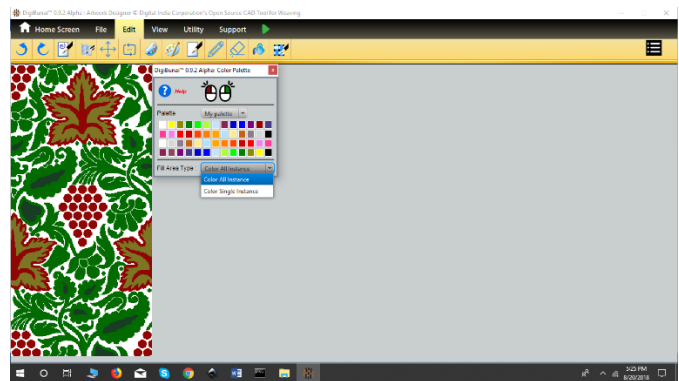 DigiBunai™ 0.9.2 Alpha : Artwork Designer © Digital India Corporation's Open Source CAD Tool for Weaving
Home Screen File Edit View Utility Support
DigiBunai™ 0.9.2 Alpha: Color Palette
Help
Palette My palette
Fill Area Type : Color All Instance
Color All Instance
Color Single Instance
5:25 PM
8/20/2018